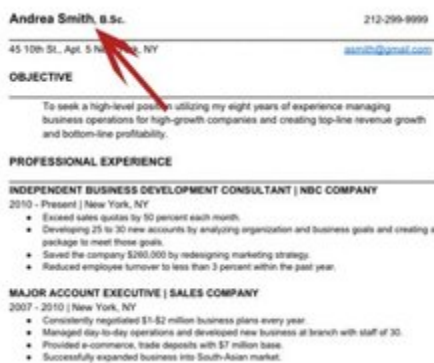 Andrea Smith, B.Sc. 212-299-9999
45 10th St., Apt. 5 New York, NY asmith@gmail.com
OBJECTIVE
To seek a high-level position utilizing my eight years of experience managing
business operations for high-growth companies and creating top-line revenue growth
and bottom-line profitability.
PROFESSIONAL EXPERIENCE
INDEPENDENT BUSINESS DEVELOPMENT CONSULTANT | NBC COMPANY
2010 - Present | New York, NY
• Exceed sales quotas by 50 percent each month.
• Developing 25 to 30 new accounts by analyzing organization and business goals and creating a
package to meet those goals.
• Saved the company $260,000 by redesigning marketing strategy.
• Reduced employee turnover to less than 3 percent within the past year.
MAJOR ACCOUNT EXECUTIVE | SALES COMPANY
2007 - 2010 | New York, NY
• Consistently negotiated $1-$2 million business plans every year.
• Managed day-to-day operations and developed new business at branch with staff of 30.
• Provided e-commerce, trade deposits with $7 million base.
• Successfully expanded business into South-Asian market.